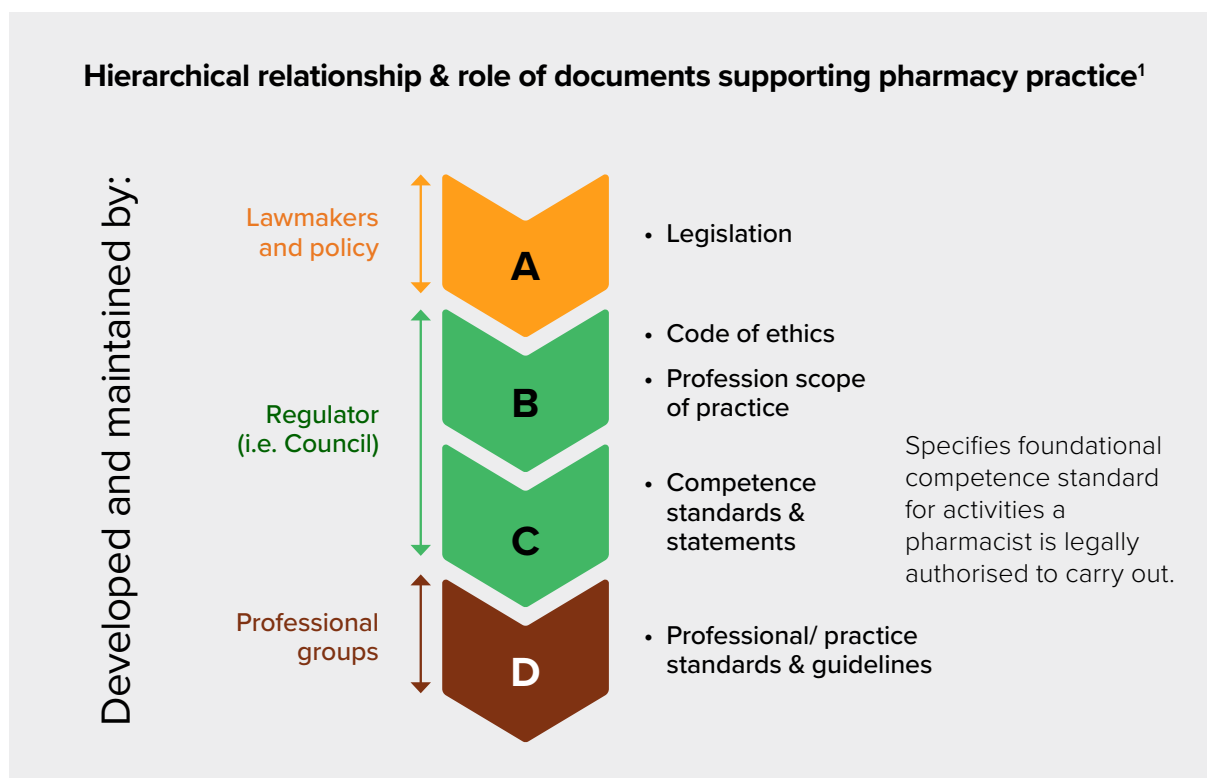 Hierarchical relationship & role of documents supporting pharmacy practice¹
Developed and maintained by:
Lawmakers
and policy
A
• Legislation
Regulator
(i.e. Council)
B
• Code of ethics
• Profession scope
of practice
C
• Competence
standards &
statements
Specifies foundational
competence standard
for activities a
pharmacist is legally
authorised to carry out.
Professional
groups
D
• Professional/ practice
standards & guidelines